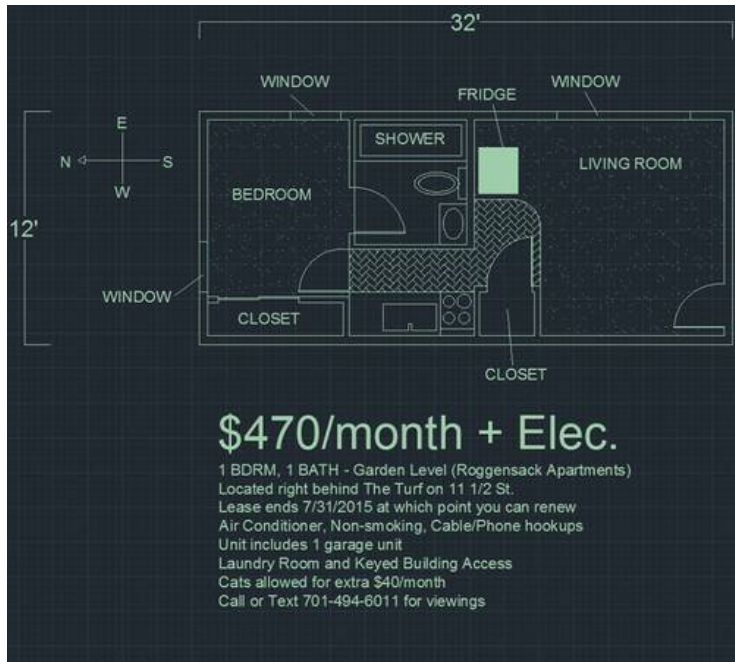 32'
WINDOW
FRIDGE
WINDOW
E
N
S
W
SHOWER
LIVING ROOM
BEDROOM
12'
WINDOW
CLOSET
CLOSET
$470/month + Elec.
1 BDRM, 1 BATH - Garden Level (Roggensack Apartments)
Located right behind The Turf on 11 1/2 St.
Lease ends 7/31/2015 at which point you can renew
Air Conditioner, Non-smoking, Cable/Phone hookups
Unit includes 1 garage unit
Laundry Room and Keyed Building Access
Cats allowed for extra $40/month
Call or Text 701-494-6011 for viewings